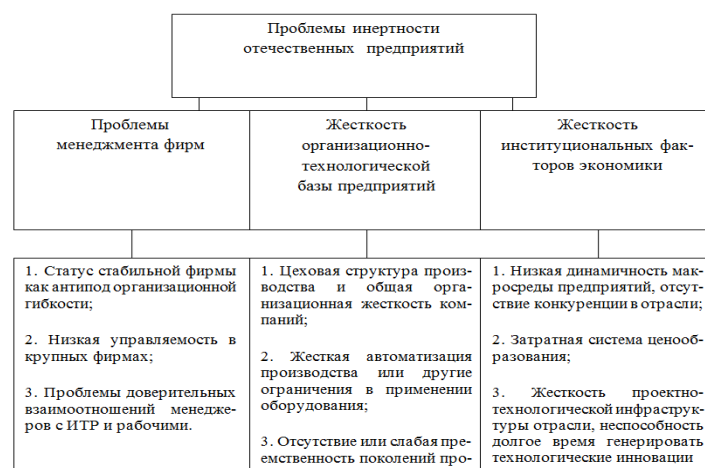 Проблемы инертности
отечественных предприятий
Проблемы
менеджмента фирм
Жесткость
организационно-
технологической
базы предприятий
Жесткость
институциональных фак-
торов экономики
1. Статус стабильной фирмы
как антипод организационной
гибкости;
2. Низкая управляемость в
крупных фирмах;
3. Проблемы доверительных
взаимоотношений менедже-
ров с ИТР и рабочими.
1. Цеховая структура произ-
водства и общая орга-
низационная жесткость ком-
паний;
2. Жесткая автоматизация
производства или другие
ограничения в применении
оборудования;
3. Отсутствие или слабая пре-
емственность поколений про-
1. Низкая динамичность мак-
росреды предприятий, отсут-
ствие конкуренции в отрасли;
2. Затратная система ценооб-
разования;
3. Жесткость проектно-
технологической инфраструк-
туры отрасли, неспособность
долгое время генерировать
технологические инновации